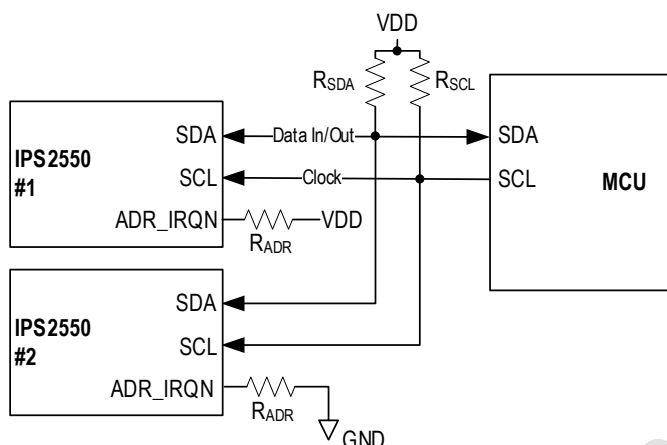 VDD
RSDA
RSCL
SDA
Data In/Out
SDA
IPS2550
#1
SCL
Clock
SCL
MCU
ADR_IRQN
VDD
RADR
SDA
IPS2550
#2
SCL
ADR_IRQN
RADR
GND